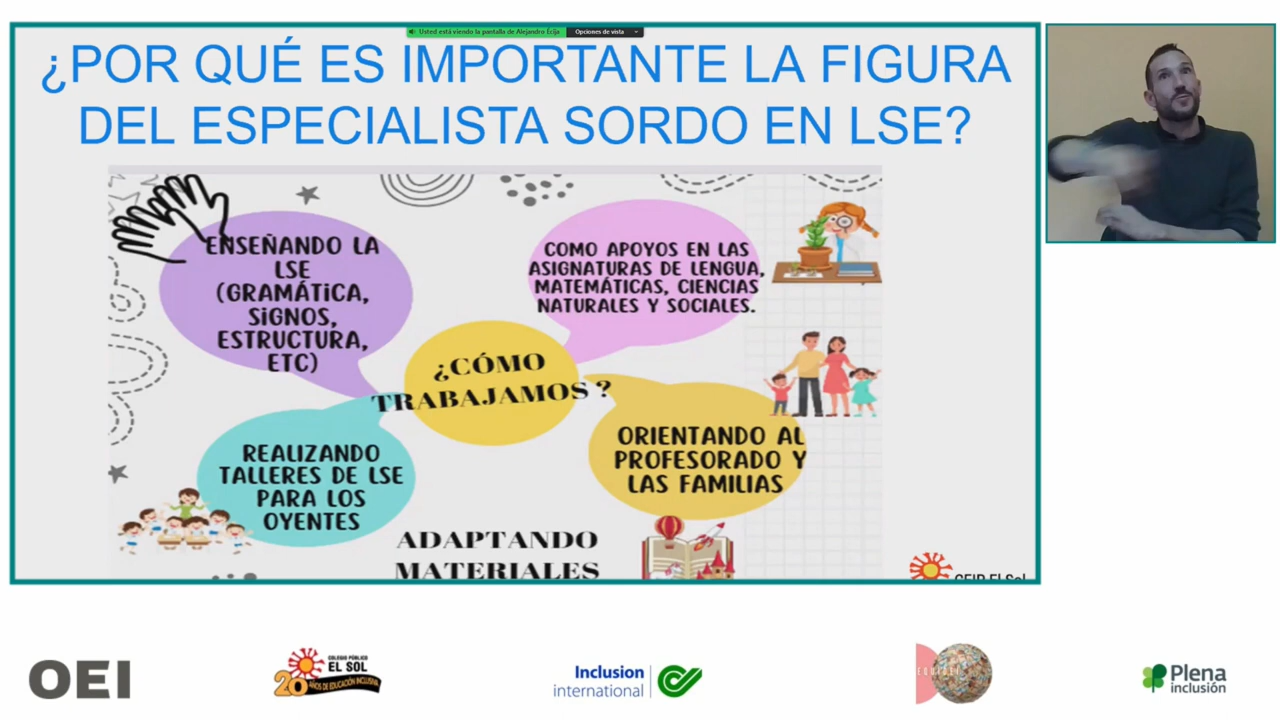 Usted está viendo la pantalla de Alejandro Écija
Opciones de vista
¿POR QUÉ ES IMPORTANTE LA FIGURA
DEL ESPECIALISTA SORDO EN LSE?
ENSEÑANDO LA
LSE
(GRAMÁTICA,
SIGNOS,
ESTRUCTURA,
ETC)
COMO APOYOS EN LAS
ASIGNATURAS DE LENGUA,
MATEMÁTICAS, CIENCIAS
NATURALES Y SOCIALES.
¿CÓMO
TRABAJAMOS ?
REALIZANDO
TALLERES DE LSE
PARA LOS
OYENTES
ORIENTANDO AL
PROFESORADO Y
LAS FAMILIAS
ADAPTANDO
MATERIALES
CEIP El Sol
OEI
COLEGIO PÚBLICO
EL SOL
20 AÑOS DE EDUCACIÓN INCLUSIVA
Inclusion
international
Plena
inclusión